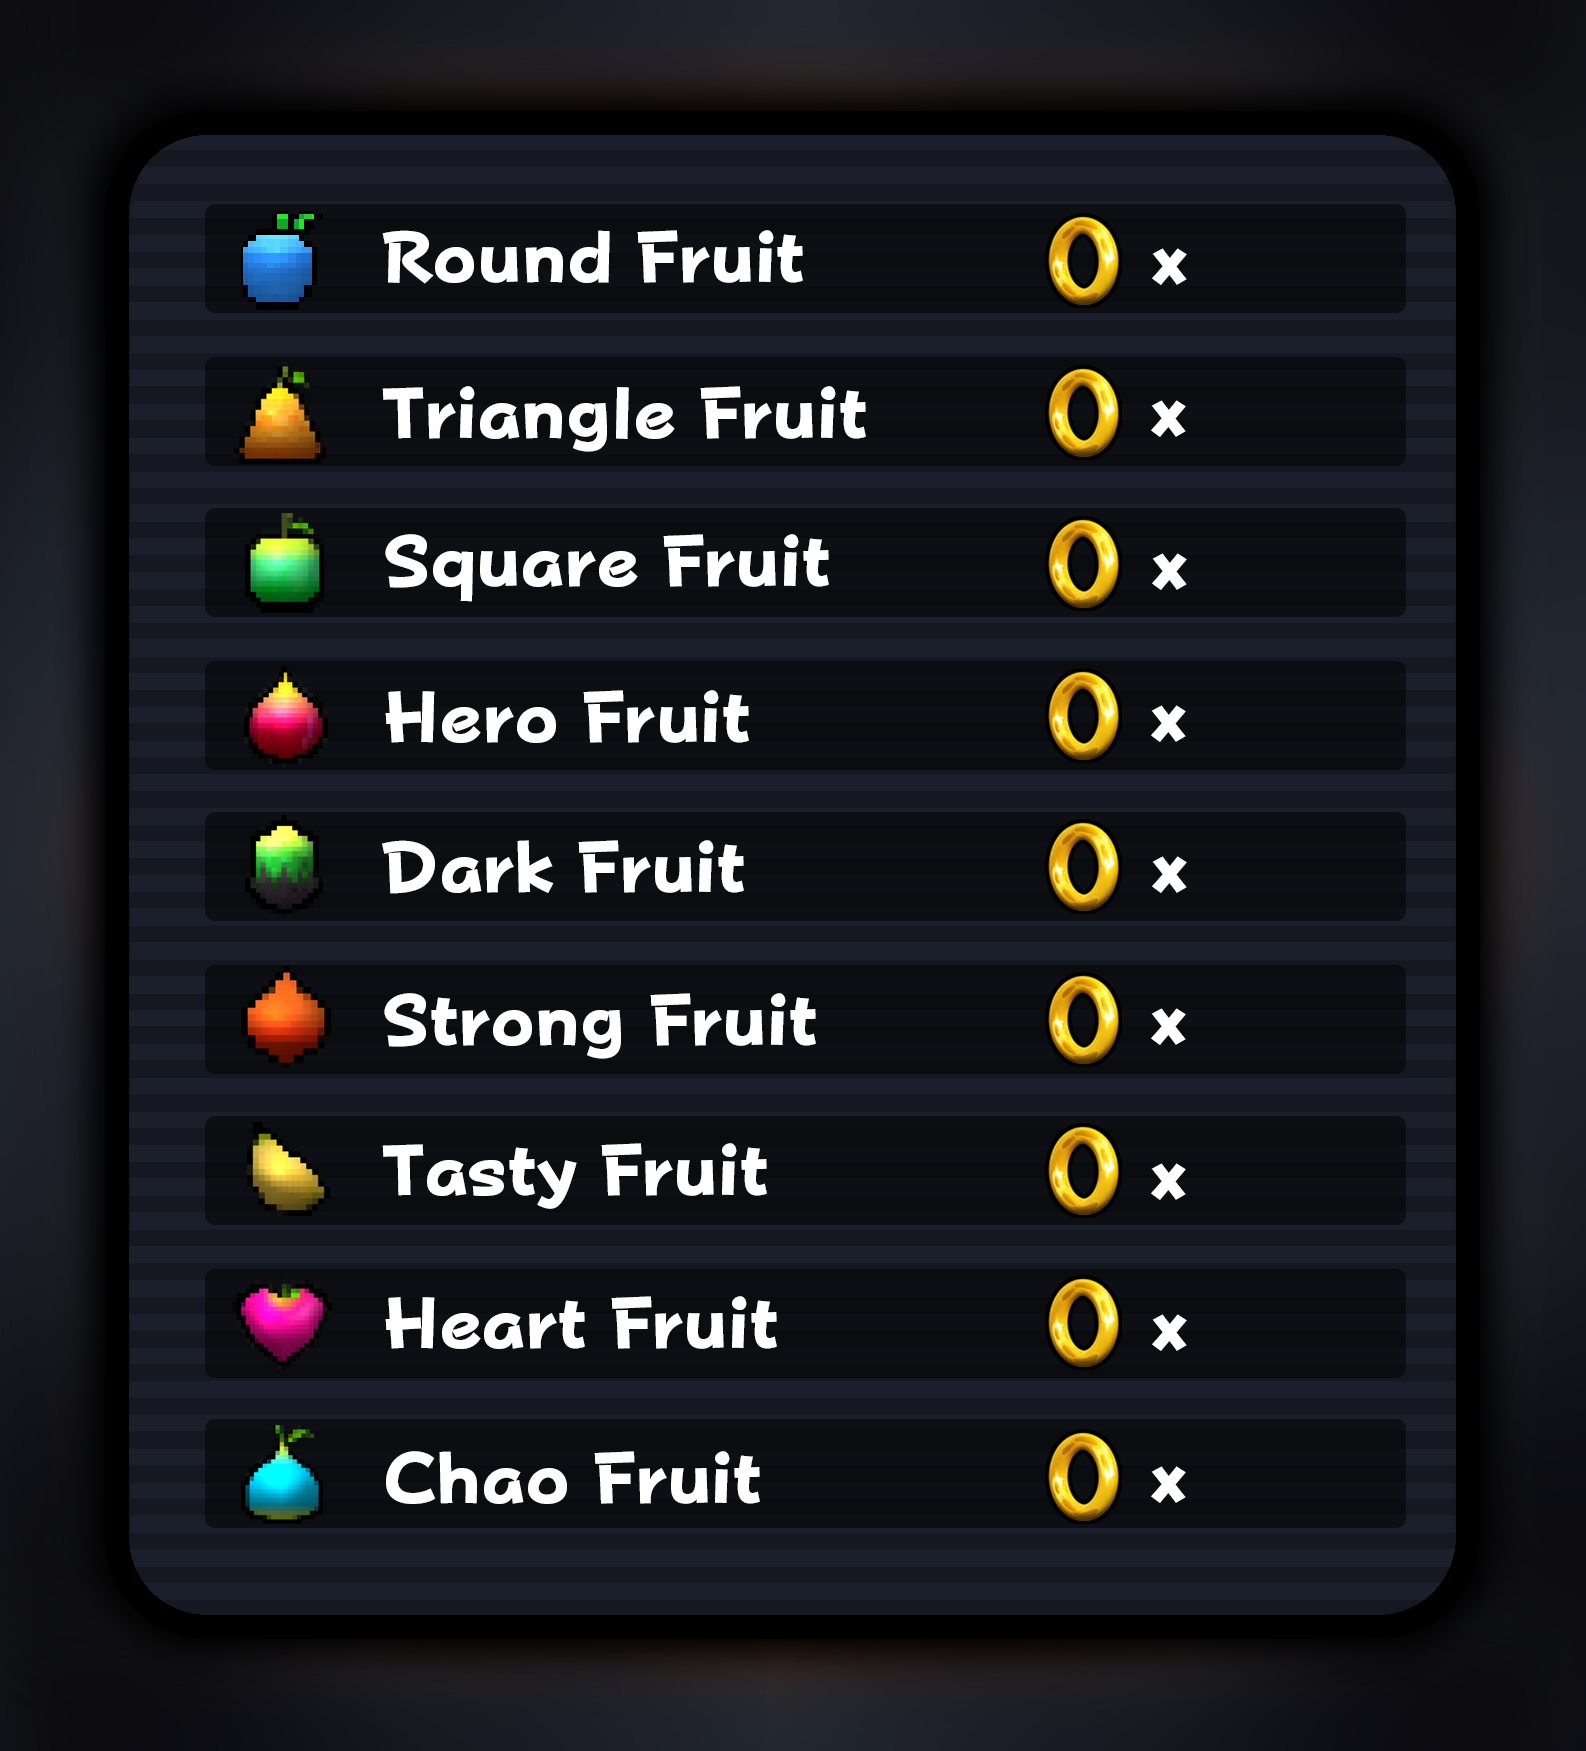 Round Fruit x
Triangle Fruit x
Square Fruit x
Hero Fruit x
Dark Fruit x
Strong Fruit x
Tasty Fruit x
Heart Fruit x
Chao Fruit x